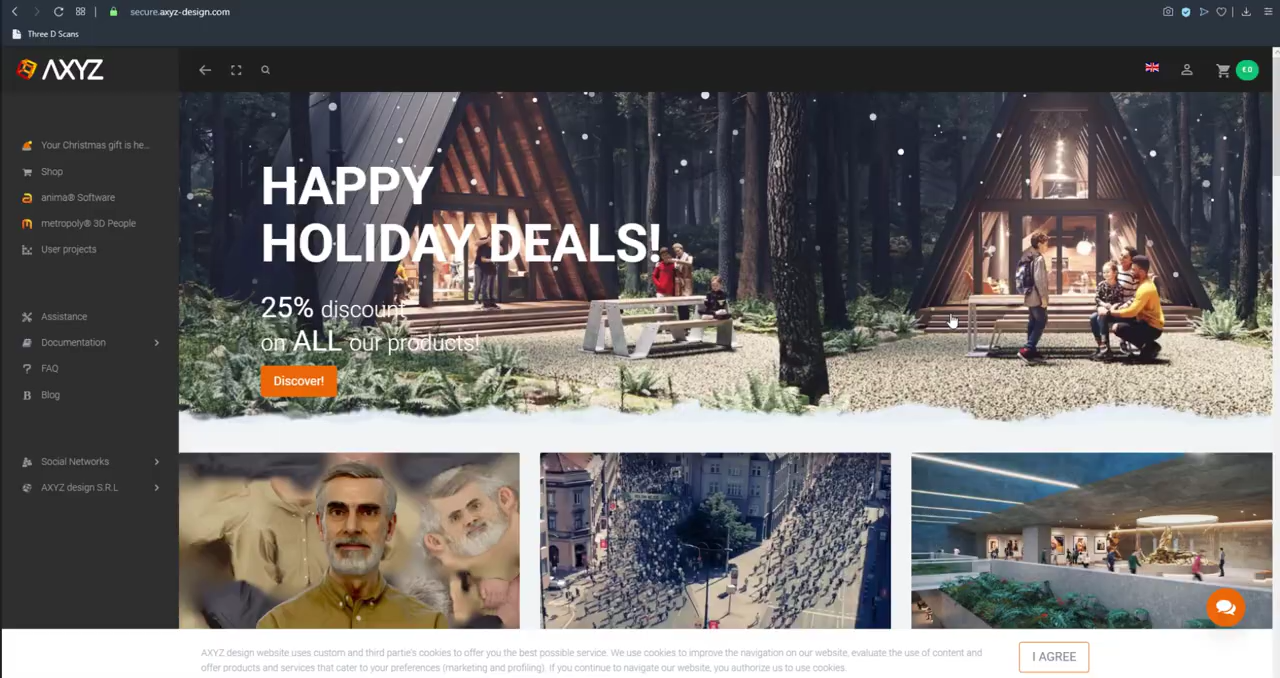 secure.axyz-design.com
Three D Scans
AXYZ
€0
Your Christmas gift is he...
Shop
anima® Software
metropoly® 3D People
User projects
Assistance
Documentation
FAQ
Blog
Social Networks
AXYZ design S.R.L
HAPPY
HOLIDAY DEALS!
25% discount
on ALL our products!
Discover!
AXYZ design website uses custom and third partie's cookies to offer you the best possible service. We use cookies to improve the navigation on our website, evaluate the use of content and
offer products and services that cater to your preferences (marketing and profiling). If you continue to navigate our website, you authorize us to use cookies.
I AGREE